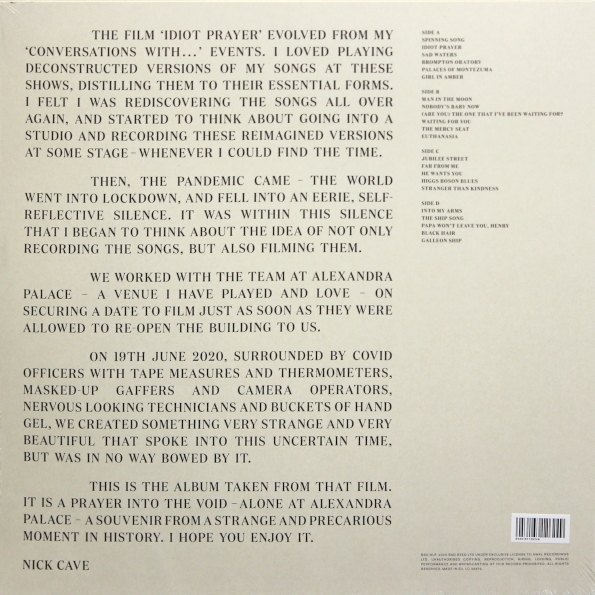 THE FILM ‘IDIOT PRAYER’ EVOLVED FROM MY
‘CONVERSATIONS WITH...’ EVENTS. I LOVED PLAYING
DECONSTRUCTED VERSIONS OF MY SONGS AT THESE
SHOWS, DISTILLING THEM TO THEIR ESSENTIAL FORMS.
I FELT I WAS REDISCOVERING THE SONGS ALL OVER
AGAIN, AND STARTED TO THINK ABOUT GOING INTO A
STUDIO AND RECORDING THESE REIMAGINED VERSIONS
AT SOME STAGE – WHENEVER I COULD FIND THE TIME.
THEN, THE PANDEMIC CAME – THE WORLD
WENT INTO LOCKDOWN, AND FELL INTO AN EERIE, SELF-
REFLECTIVE SILENCE. IT WAS WITHIN THIS SILENCE
THAT I BEGAN TO THINK ABOUT THE IDEA OF NOT ONLY
RECORDING THE SONGS, BUT ALSO FILMING THEM.
WE WORKED WITH THE TEAM AT ALEXANDRA
PALACE – A VENUE I HAVE PLAYED AND LOVE – ON
SECURING A DATE TO FILM JUST AS SOON AS THEY WERE
ALLOWED TO RE-OPEN THE BUILDING TO US.
ON 19TH JUNE 2020, SURROUNDED BY COVID
OFFICERS WITH TAPE MEASURES AND THERMOMETERS,
MASKED-UP GAFFERS AND CAMERA OPERATORS,
NERVOUS LOOKING TECHNICIANS AND BUCKETS OF HAND
GEL, WE CREATED SOMETHING VERY STRANGE AND VERY
BEAUTIFUL THAT SPOKE INTO THIS UNCERTAIN TIME,
BUT WAS IN NO WAY BOWED BY IT.
THIS IS THE ALBUM TAKEN FROM THAT FILM.
IT IS A PRAYER INTO THE VOID – ALONE AT ALEXANDRA
PALACE – A SOUVENIR FROM A STRANGE AND PRECARIOUS
MOMENT IN HISTORY. I HOPE YOU ENJOY IT.
NICK CAVE
SIDE A
SPINNING SONG
IDIOT PRAYER
SAD WATERS
BROMPTON ORATORY
PALACES OF MONTEZUMA
GIRL IN AMBER
SIDE B
MAN IN THE MOON
NOBODY'S BABY NOW
(ARE YOU) THE ONE THAT I'VE BEEN WAITING FOR?
WAITING FOR YOU
THE MERCY SEAT
EUTHANASIA
SIDE C
JUBILEE STREET
FAR FROM ME
HE WANTS YOU
HIGGS BOSON BLUES
STRANGER THAN KINDNESS
SIDE D
INTO MY ARMS
THE SHIP SONG
PAPA WON'T LEAVE YOU, HENRY
BLACK HAIR
GALLEON SHIP